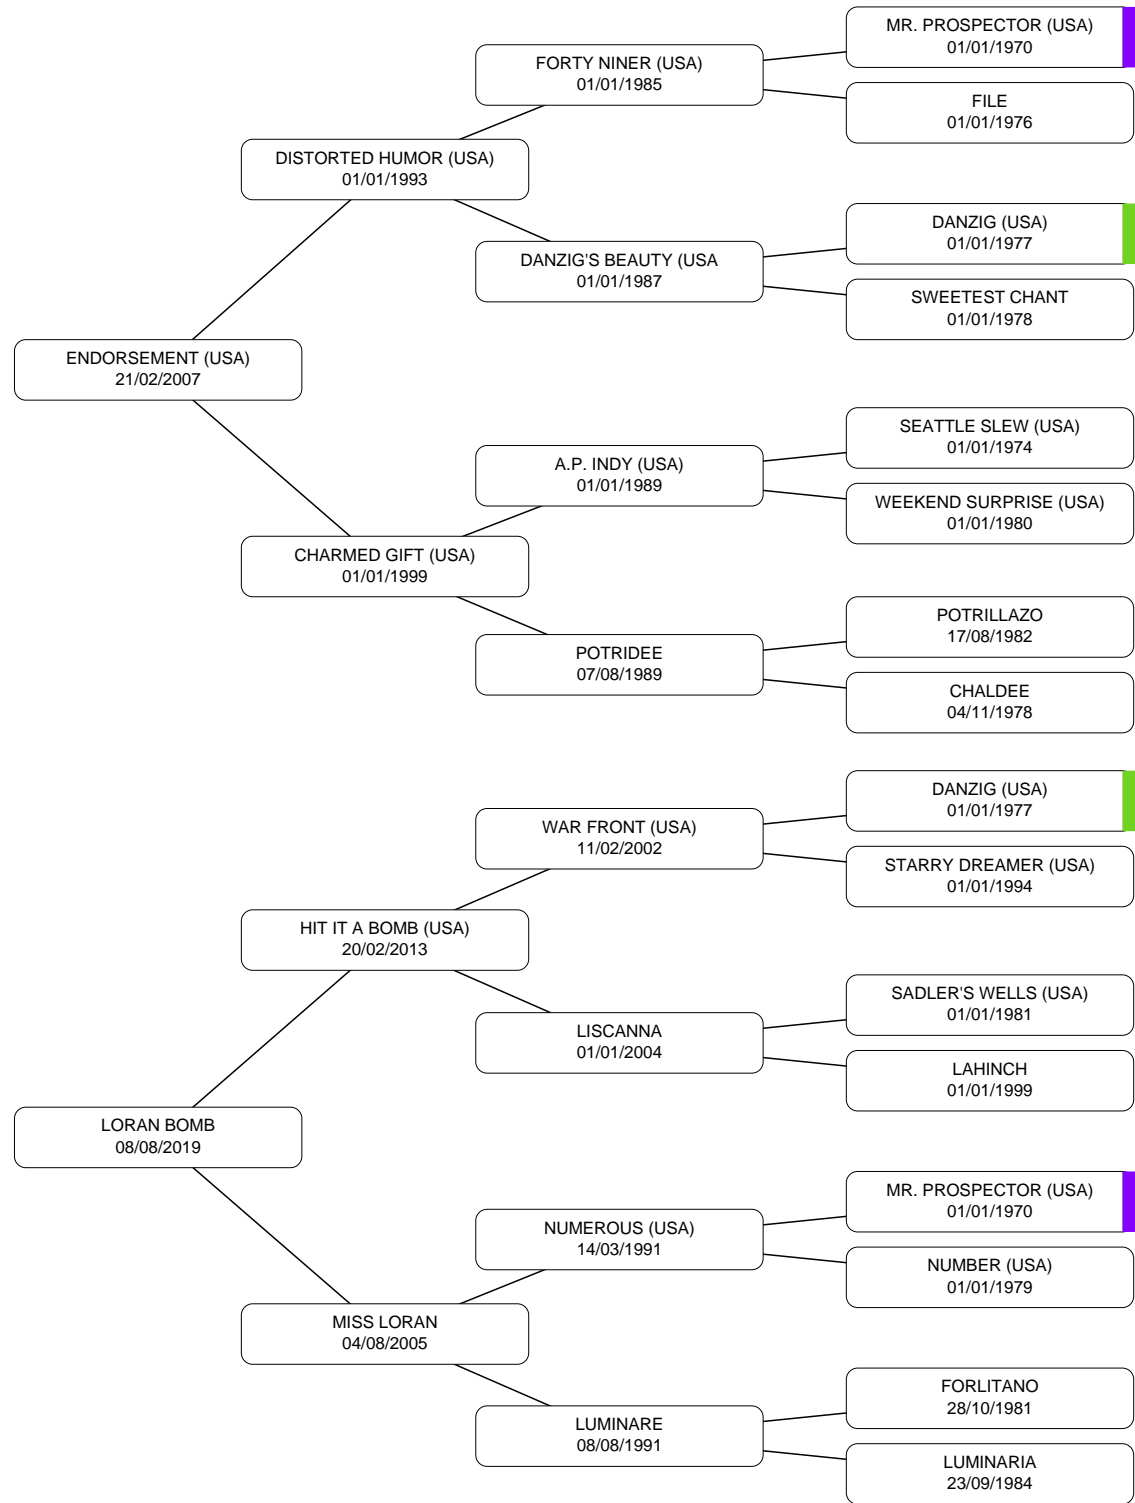 MR. PROSPECTOR (USA)
01/01/1970
FORTY NINER (USA)
01/01/1985
FILE
01/01/1976
DISTORTED HUMOR (USA)
01/01/1993
DANZIG (USA)
01/01/1977
DANZIG'S BEAUTY (USA
01/01/1987
SWEETEST CHANT
01/01/1978
ENDORSEMENT (USA)
21/02/2007
SEATTLE SLEW (USA)
01/01/1974
A.P. INDY (USA)
01/01/1989
WEEKEND SURPRISE (USA)
01/01/1980
CHARMED GIFT (USA)
01/01/1999
POTRILLAZO
17/08/1982
POTRIDEE
07/08/1989
CHALDEE
04/11/1978
DANZIG (USA)
01/01/1977
WAR FRONT (USA)
11/02/2002
STARRY DREAMER (USA)
01/01/1994
HIT IT A BOMB (USA)
20/02/2013
SADLER'S WELLS (USA)
01/01/1981
LISCANNA
01/01/2004
LAHINCH
01/01/1999
LORAN BOMB
08/08/2019
MR. PROSPECTOR (USA)
01/01/1970
NUMEROUS (USA)
14/03/1991
NUMBER (USA)
01/01/1979
MISS LORAN
04/08/2005
FORLITANO
28/10/1981
LUMINARE
08/08/1991
LUMINARIA
23/09/1984